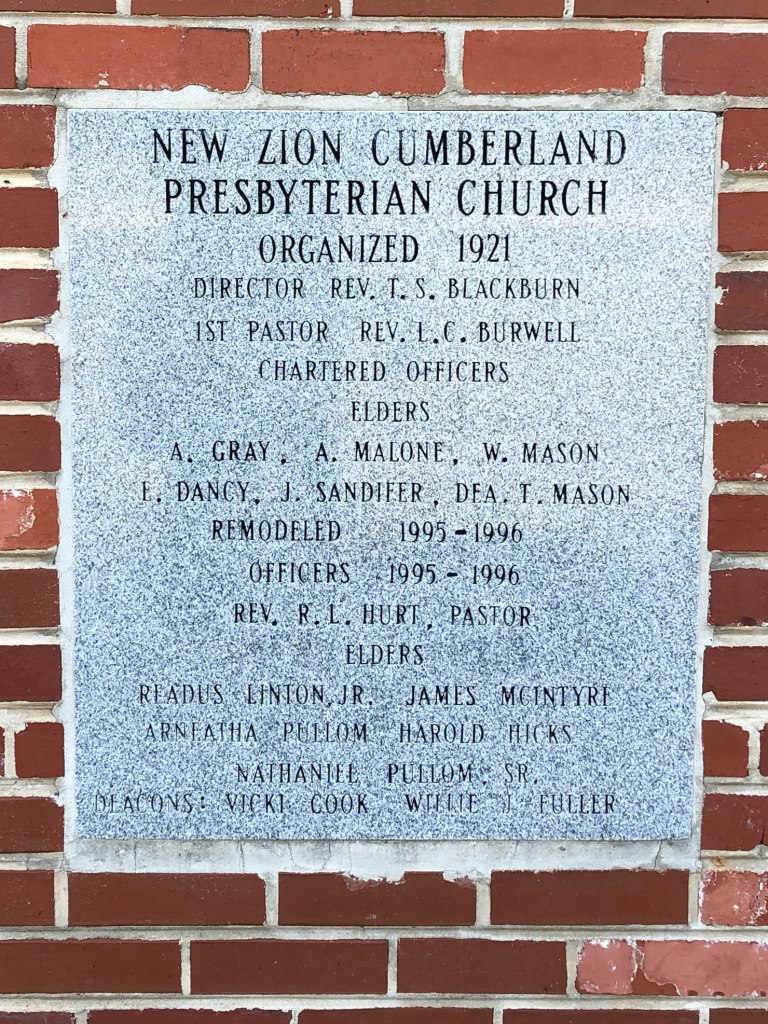 NEW ZION CUMBERLAND
PRESBYTERIAN CHURCH
ORGANIZED 1921
DIRECTOR REV. T. S. BLACKBURN
1ST PASTOR REV. L.C. BURWELL
CHARTERED OFFICERS
ELDERS
A. GRAY, A. MALONE, W. MASON
E. DANCY, J. SANDIFER, DEA. T. MASON
REMODELED 1995-1996
OFFICERS 1995-1996
REV. R.L. HURT, PASTOR
ELDERS
READUS LINTON, JR. JAMES MCINTYRE
ARNEATHA PULLOM HAROLD HICKS
NATHANIEL PULLOM, SR.
DEACONS: VICKI COOK WILLIE J. FULLER